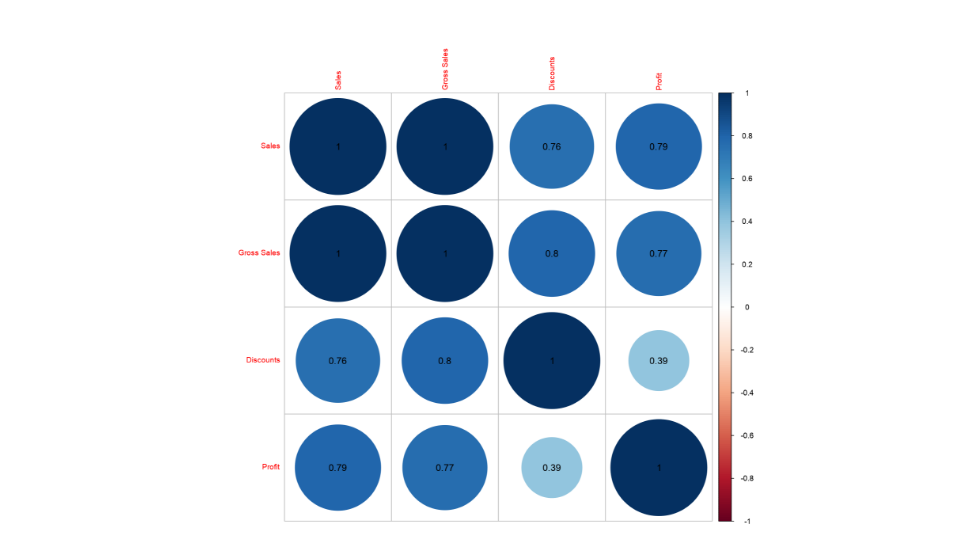 Sales
Gross Sales
Discounts
Profit
1
Sales 1 1 0.76 0.79
0.8
0.6
Gross Sales 1 1 0.8 0.77
0.4
0.2
0
-0.2
Discounts 0.76 0.8 1 0.39
-0.4
-0.6
Profit 0.79 0.77 0.39 1
-0.8
-1